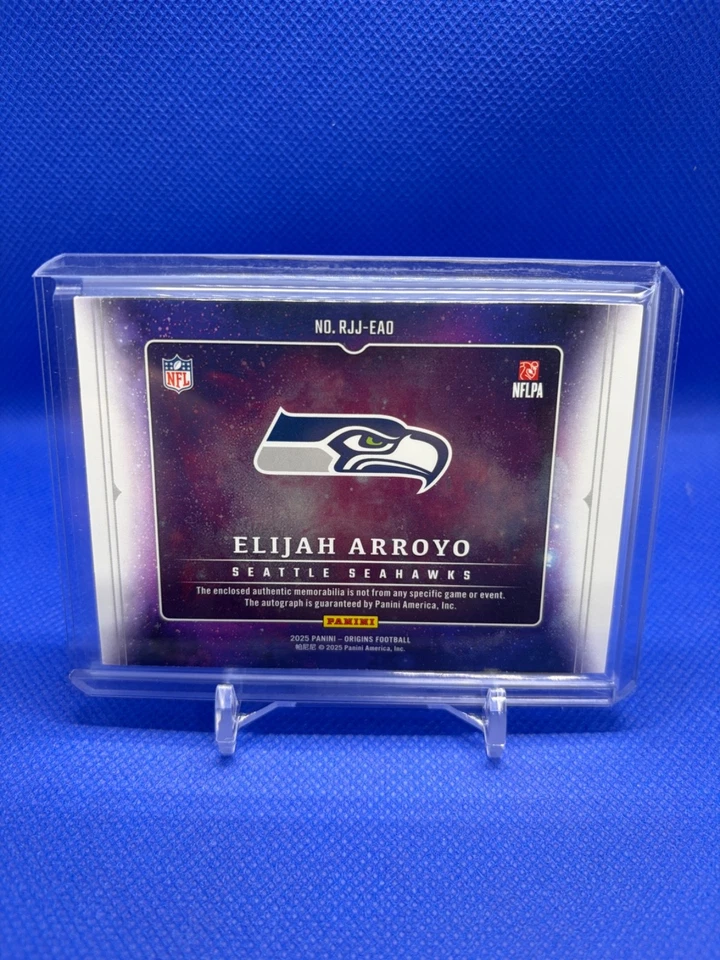 NO. RJJ-EAO
NFL
NFLPA
ELIJAH ARROYO
SEATTLE SEAHAWKS
The enclosed authentic memorabilia is not from any specific game or event.
The autograph is guaranteed by Panini America, Inc.
PANINI
2025 PANINI – ORIGINS FOOTBALL
帕尼尼 © 2025 Panini America, Inc.